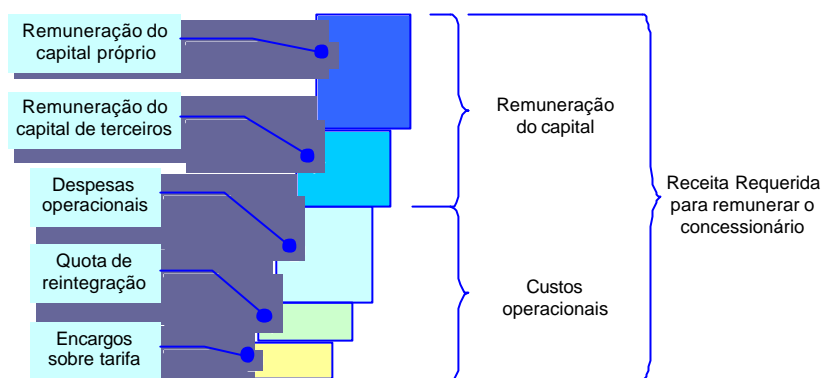 Remuneração do
capital próprio
Remuneração do
capital de terceiros
Despesas
operacionais
Quota de
reintegração
Encargos
sobre tarifa
Remuneração
do capital
Custos
operacionais
Receita Requerida
para remunerar o
concessionário